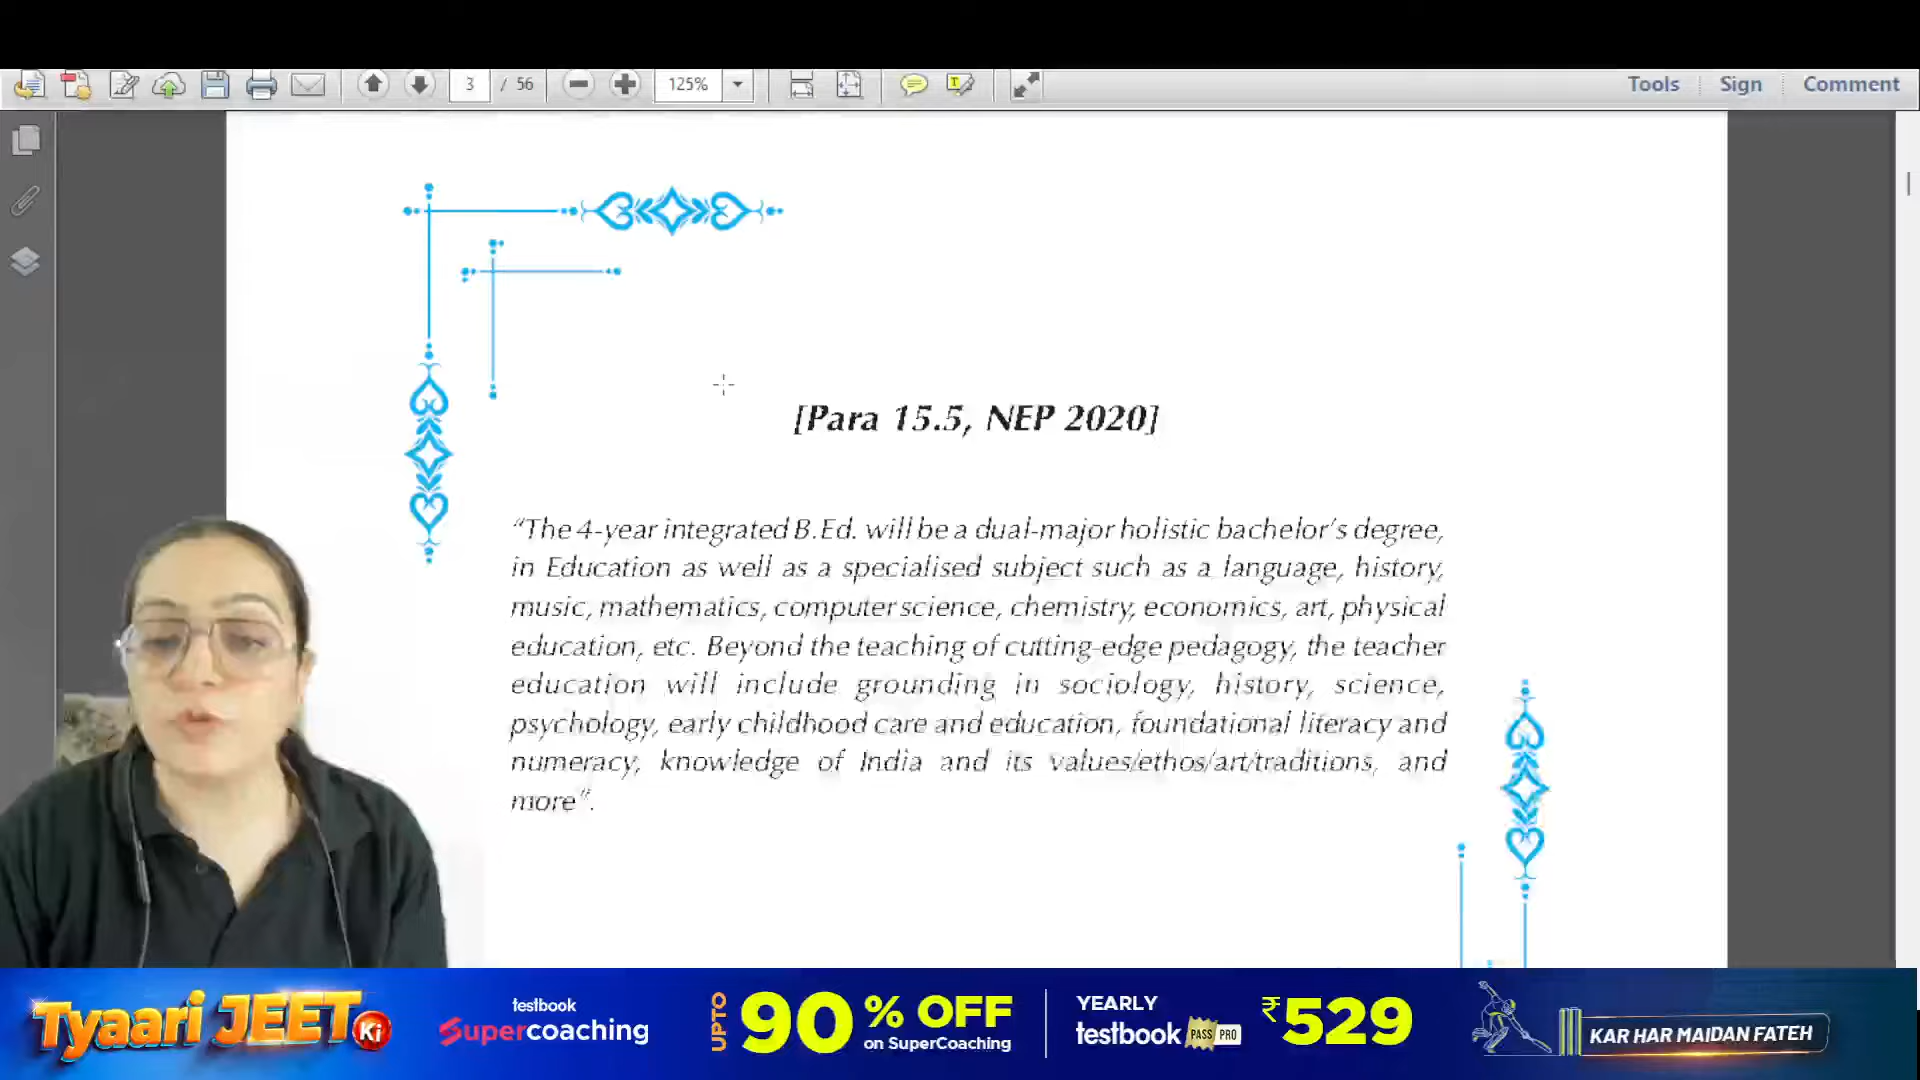 3 / 56 125% Tools Sign Comment
[Para 15.5, NEP 2020]
"The 4-year integrated B.Ed. will be a dual-major holistic bachelor's degree,
in Education as well as a specialised subject such as a language, history,
music, mathematics, computer science, chemistry, economics, art, physical
education, etc. Beyond the teaching of cutting-edge pedagogy, the teacher
education will include grounding in sociology, history, science,
psychology, early childhood care and education, foundational literacy and
numeracy, knowledge of India and its values/ethos/art/traditions, and
more".
Tyaari JEET Ki
testbook
Supercoaching
UPTO 90% OFF
on SuperCoaching
YEARLY
testbook PASS PRO
₹529
KAR HAR MAIDAN FATEH